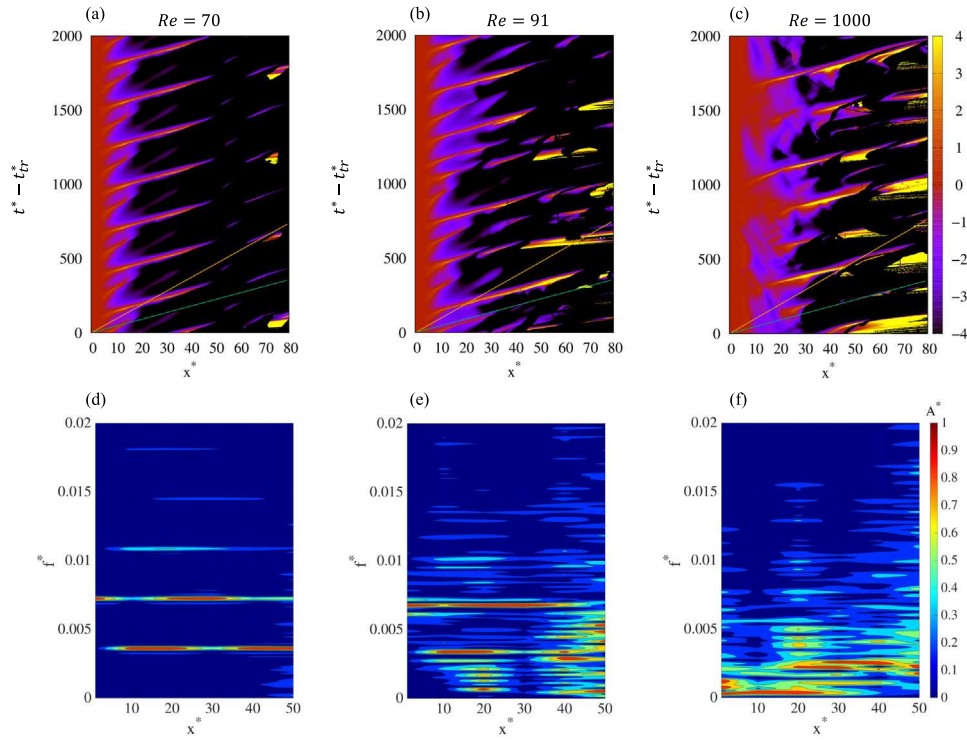 (a) Re = 70
(b) Re = 91
(c) Re = 1000
2000
1500
1000
500
0
t* − t*tr
0 10 20 30 40 50 60 70 80
x*
2000
1500
1000
500
0
t* − t*tr
0 10 20 30 40 50 60 70 80
x*
2000
1500
1000
500
0
t* − t*tr
0 10 20 30 40 50 60 70 80
x*
4
3
2
1
0
−1
−2
−3
−4
(d)
0.02
0.015
0.01
0.005
0
f*
10 20 30 40 50
x*
(e)
0.02
0.015
0.01
0.005
0
f*
10 20 30 40 50
x*
(f)
0.02
0.015
0.01
0.005
0
f*
10 20 30 40 50
x*
A*
1
0.9
0.8
0.7
0.6
0.5
0.4
0.3
0.2
0.1
0